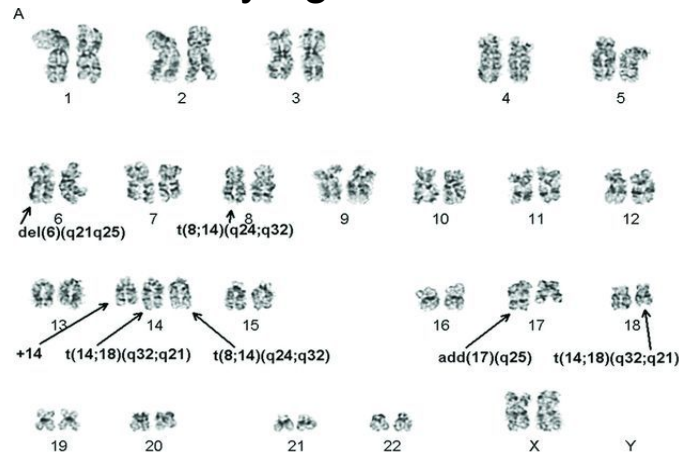 A
1 2 3 4 5
6 7 8 9 10 11 12
del(6)(q21q25) t(8;14)(q24;q32)
13 14 15 16 17 18
+14 t(14;18)(q32;q21) t(8;14)(q24;q32) add(17)(q25) t(14;18)(q32;q21)
19 20 21 22 X Y